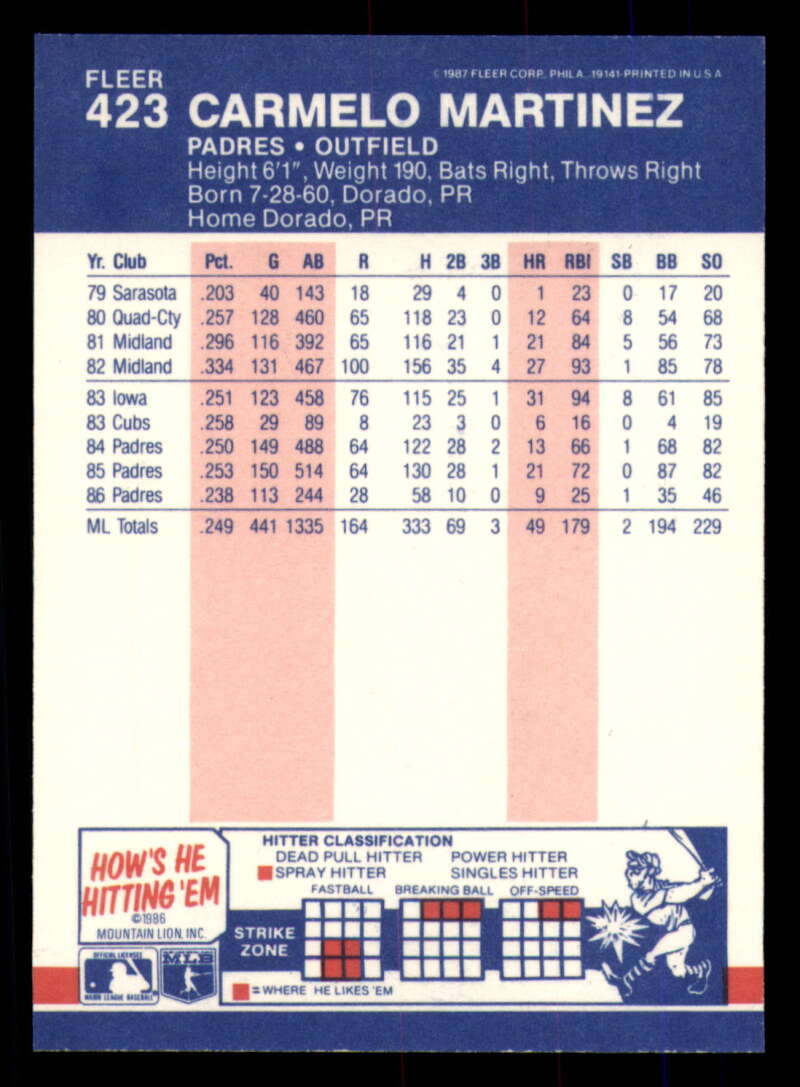 FLEER
© 1987 FLEER CORP., PHILA. 19141-PRINTED IN U S A
423 CARMELO MARTINEZ
PADRES • OUTFIELD
Height 6'1", Weight 190, Bats Right, Throws Right
Born 7-28-60, Dorado, PR
Home Dorado, PR
Yr. Club Pct. G AB R H 2B 3B HR RBI SB BB SO
79 Sarasota .203 40 143 18 29 4 0 1 23 0 17 20
80 Quad-Cty .257 128 460 65 118 23 0 12 64 8 54 68
81 Midland .296 116 392 65 116 21 1 21 84 5 56 73
82 Midland .334 131 467 100 156 35 4 27 93 1 85 78
83 Iowa .251 123 458 76 115 25 1 31 94 8 61 85
83 Cubs .258 29 89 8 23 3 0 6 16 0 4 19
84 Padres .250 149 488 64 122 28 2 13 66 1 68 82
85 Padres .253 150 514 64 130 28 1 21 72 0 87 82
86 Padres .238 113 244 28 58 10 0 9 25 1 35 46
ML Totals .249 441 1335 164 333 69 3 49 179 2 194 229
HOW'S HE
HITTING 'EM
©1986
MOUNTAIN LION, INC.
OFFICIAL LICENSEE
MAJOR LEAGUE BASEBALL
MLB
HITTER CLASSIFICATION
DEAD PULL HITTER POWER HITTER
SPRAY HITTER SINGLES HITTER
FASTBALL BREAKING BALL OFF-SPEED
STRIKE
ZONE
= WHERE HE LIKES 'EM